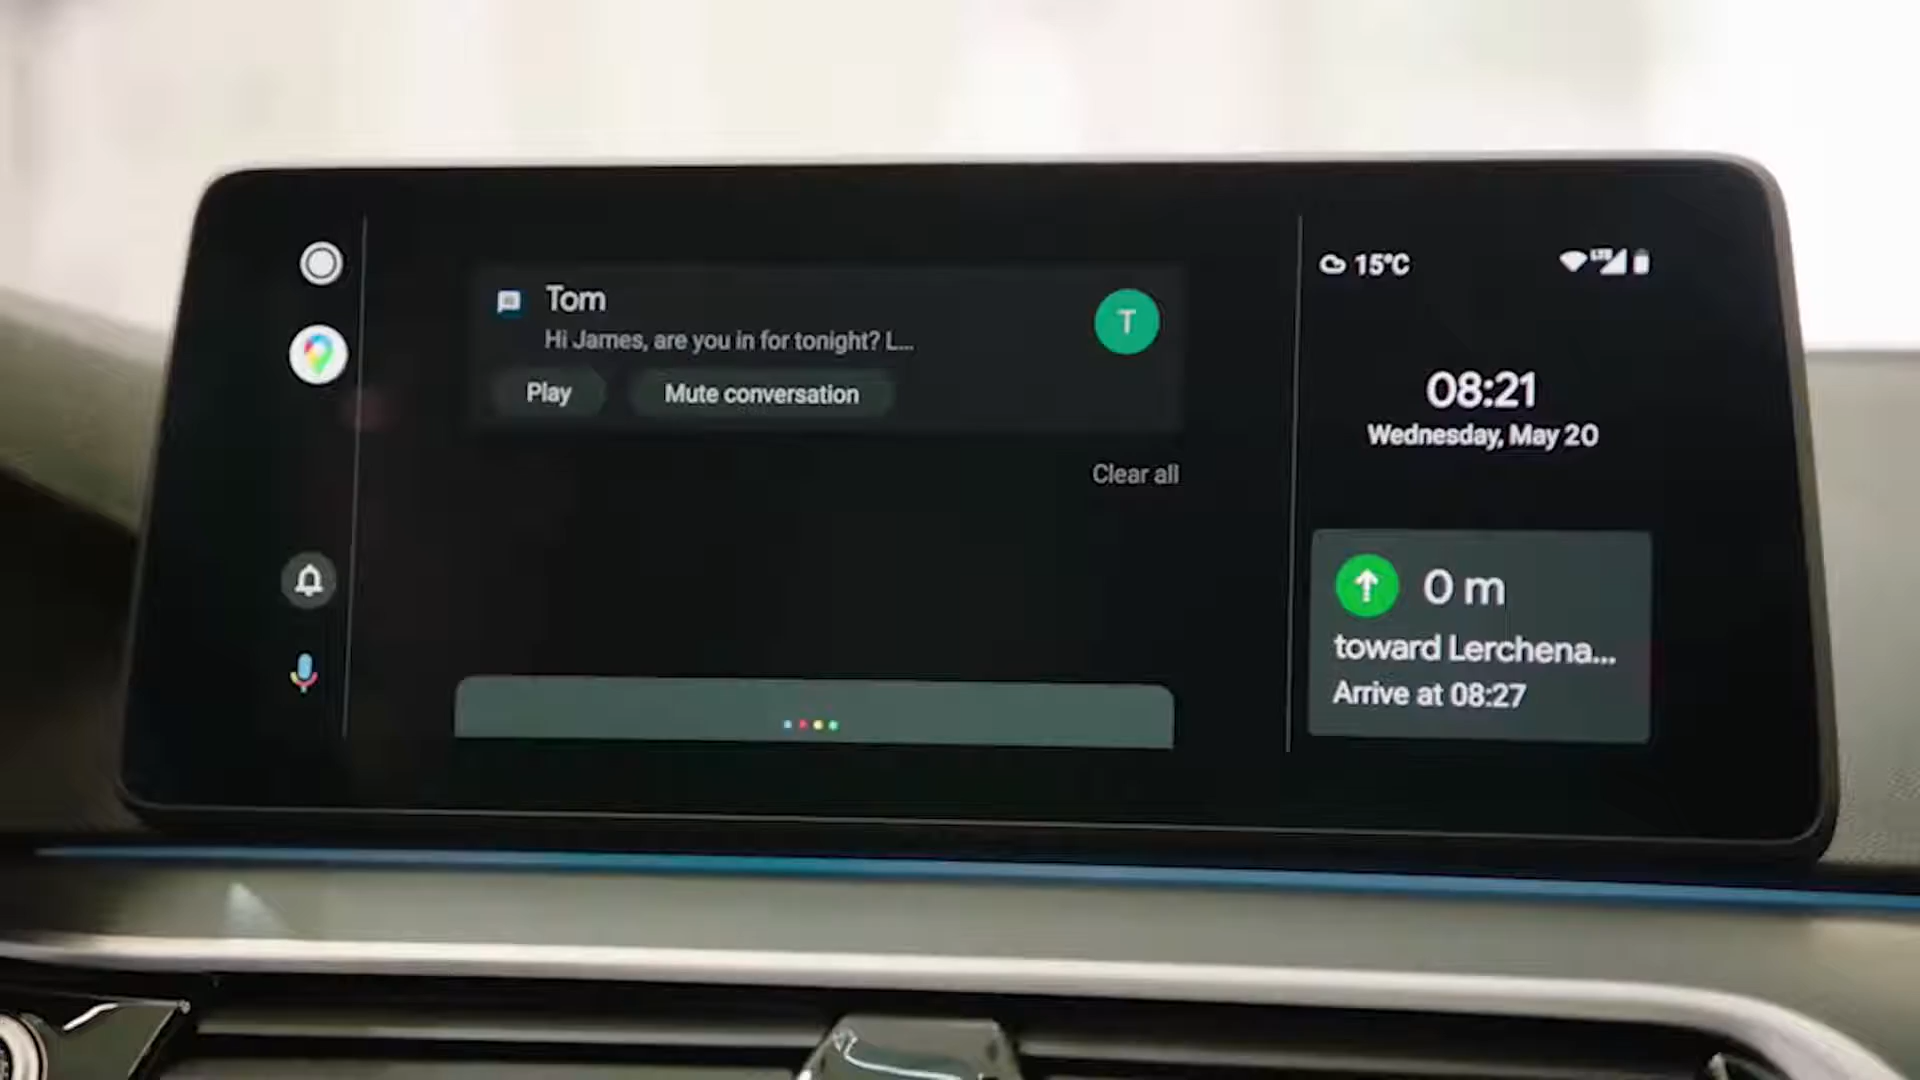 Tom
Hi James, are you in for tonight? L...
T
Play
Mute conversation
Clear all
15°C
LTE
08:21
Wednesday, May 20
0 m
toward Lerchena...
Arrive at 08:27